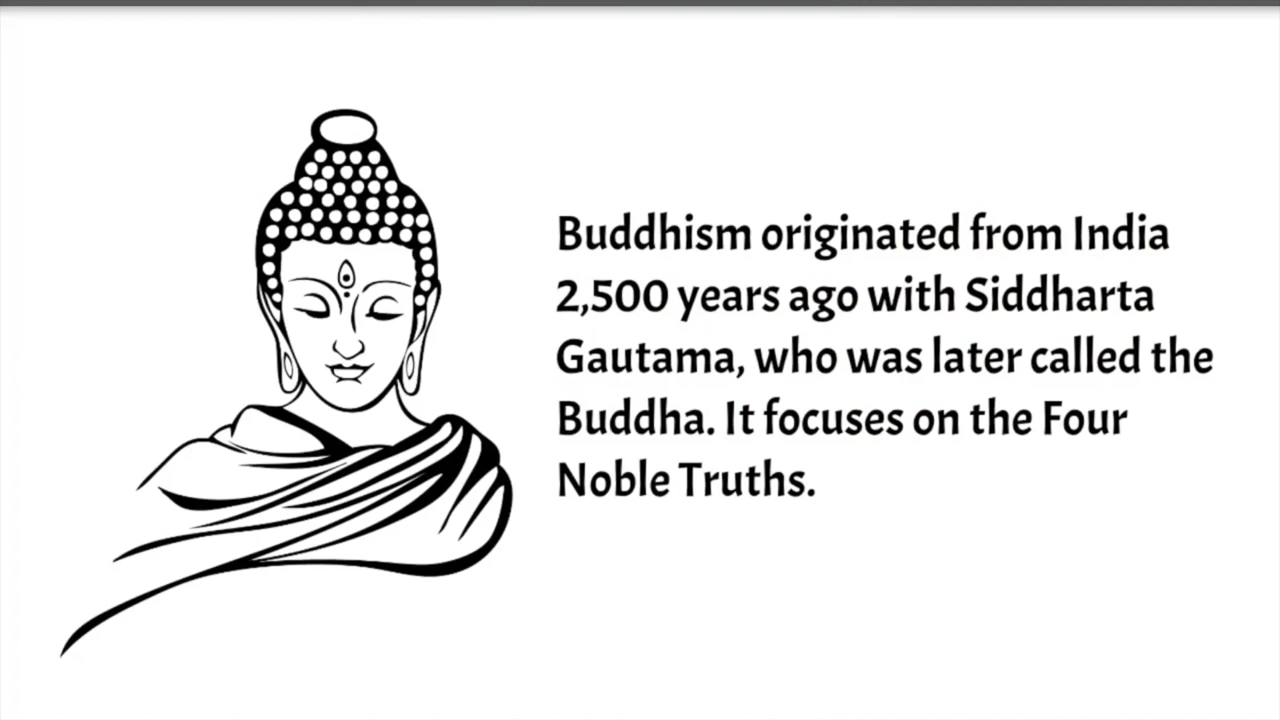 Buddhism originated from India
2,500 years ago with Siddharta
Gautama, who was later called the
Buddha. It focuses on the Four
Noble Truths.